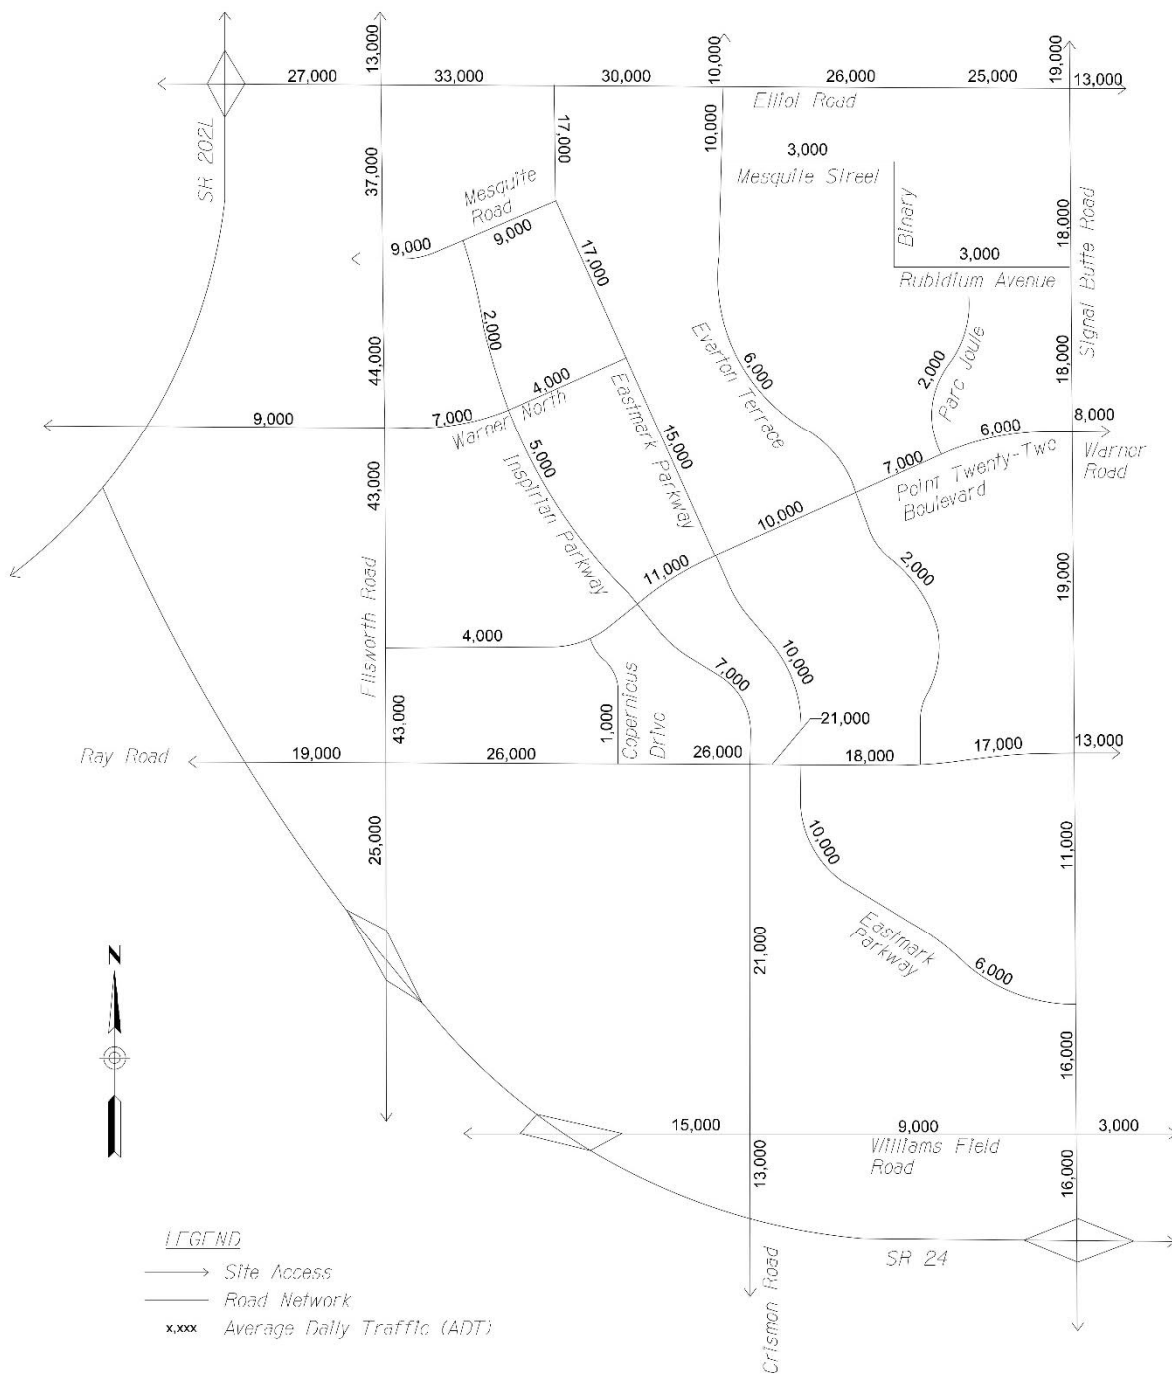 13,000
10,000
19,000
27,000
33,000
30,000
26,000
25,000
13,000
Elliot Road
SR 202L
37,000
17,000
10,000
3,000
Mesquite Street
Binary
18,000
Signal Butte Road
Mesquite
Road
9,000
9,000
17,000
3,000
Rubidium Avenue
2,000
44,000
4,000
Eastmark Parkway
Everton Terrace
6,000
2,000
Parc Joule
18,000
9,000
7,000
Warner North
15,000
6,000
8,000
Warner
Road
5,000
Inspirian Parkway
43,000
7,000
Point Twenty-Two
Boulevard
10,000
11,000
2,000
19,000
Ellsworth Road
4,000
10,000
7,000
1,000
Copernicus
Drive
43,000
21,000
Ray Road
19,000
26,000
26,000
18,000
17,000
13,000
25,000
10,000
11,000
Eastmark
Parkway
N
21,000
6,000
16,000
15,000
9,000
3,000
Williams Field
Road
13,000
16,000
SR 24
Crismon Road
LEGEND
Site Access
Road Network
x,xxx Average Daily Traffic (ADT)